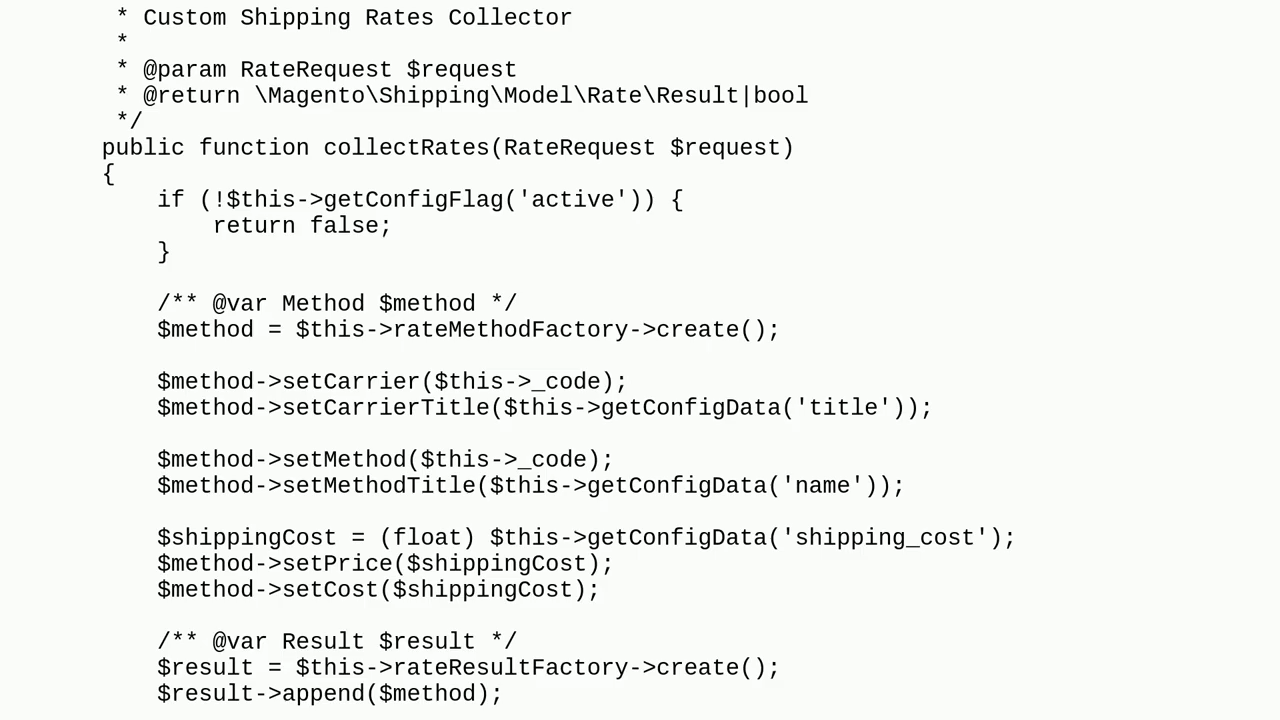 * Custom Shipping Rates Collector
*
* @param RateRequest $request
* @return \Magento\Shipping\Model\Rate\Result|bool
*/
public function collectRates(RateRequest $request)
{
if (!$this->getConfigFlag('active')) {
return false;
}
/** @var Method $method */
$method = $this->rateMethodFactory->create();
$method->setCarrier($this->_code);
$method->setCarrierTitle($this->getConfigData('title'));
$method->setMethod($this->_code);
$method->setMethodTitle($this->getConfigData('name'));
$shippingCost = (float) $this->getConfigData('shipping_cost');
$method->setPrice($shippingCost);
$method->setCost($shippingCost);
/** @var Result $result */
$result = $this->rateResultFactory->create();
$result->append($method);